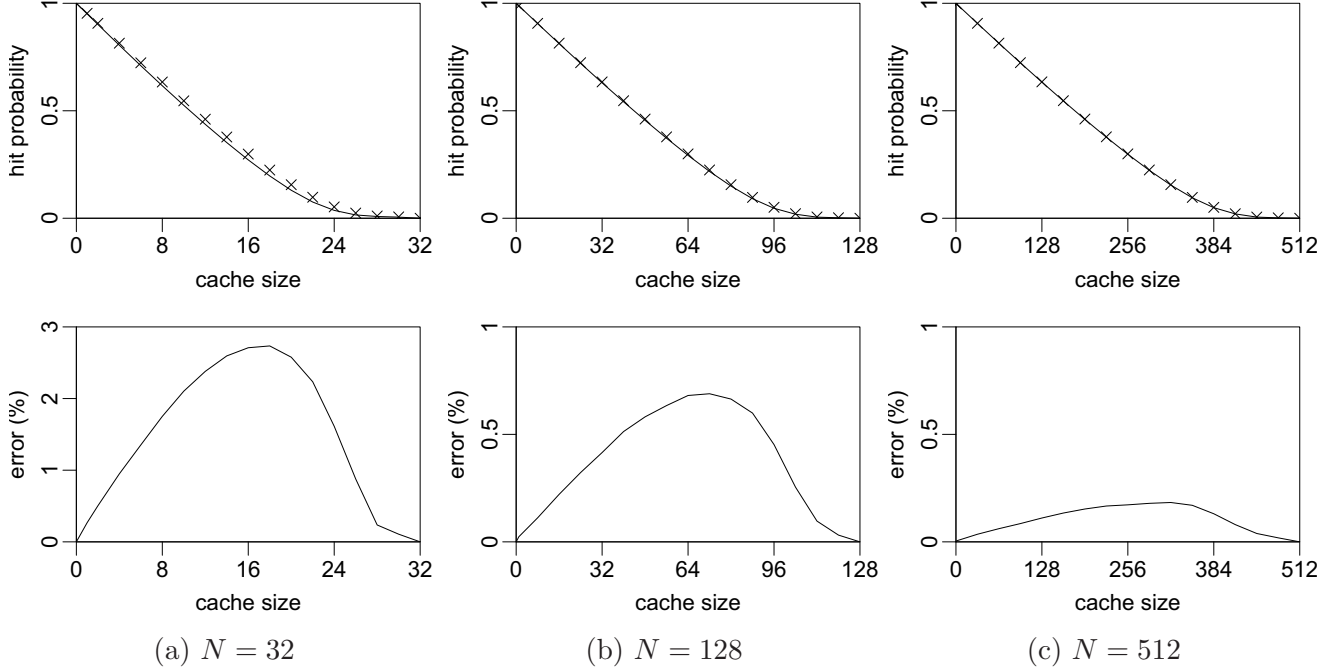 hit probability
1
0.5
0
0 8 16 24 32
cache size
hit probability
1
0.5
0
0 32 64 96 128
cache size
hit probability
1
0.5
0
0 128 256 384 512
cache size
error (%)
3
2
1
0
0 8 16 24 32
cache size
error (%)
1
0.5
0
0 32 64 96 128
cache size
error (%)
1
0.5
0
0 128 256 384 512
cache size
(a) N = 32
(b) N = 128
(c) N = 512